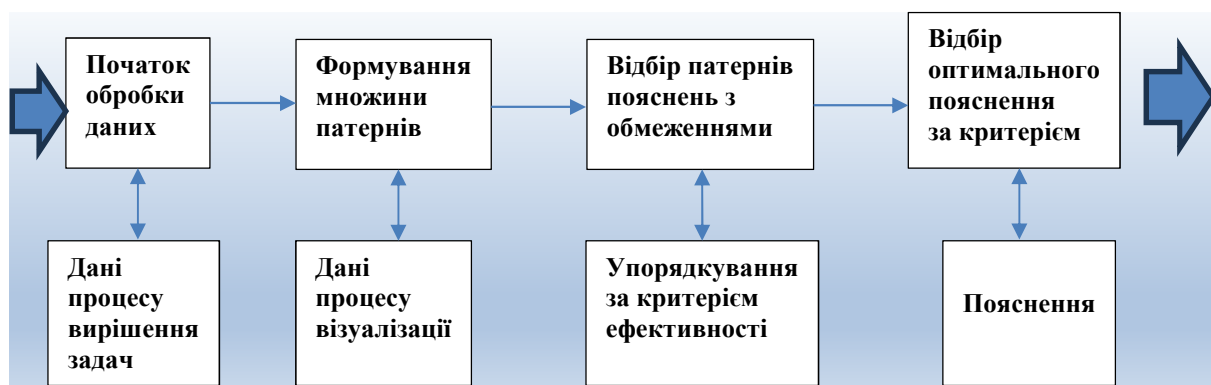 Початок
обробки
даних
Формування
множини
патернів
Відбір патернів
пояснень з
обмеженнями
Відбір
оптимального
пояснення
за критерієм
Дані
процесу
вирішення
задач
Дані
процесу
візуалізації
Упорядкування
за критерієм
ефективності
Пояснення